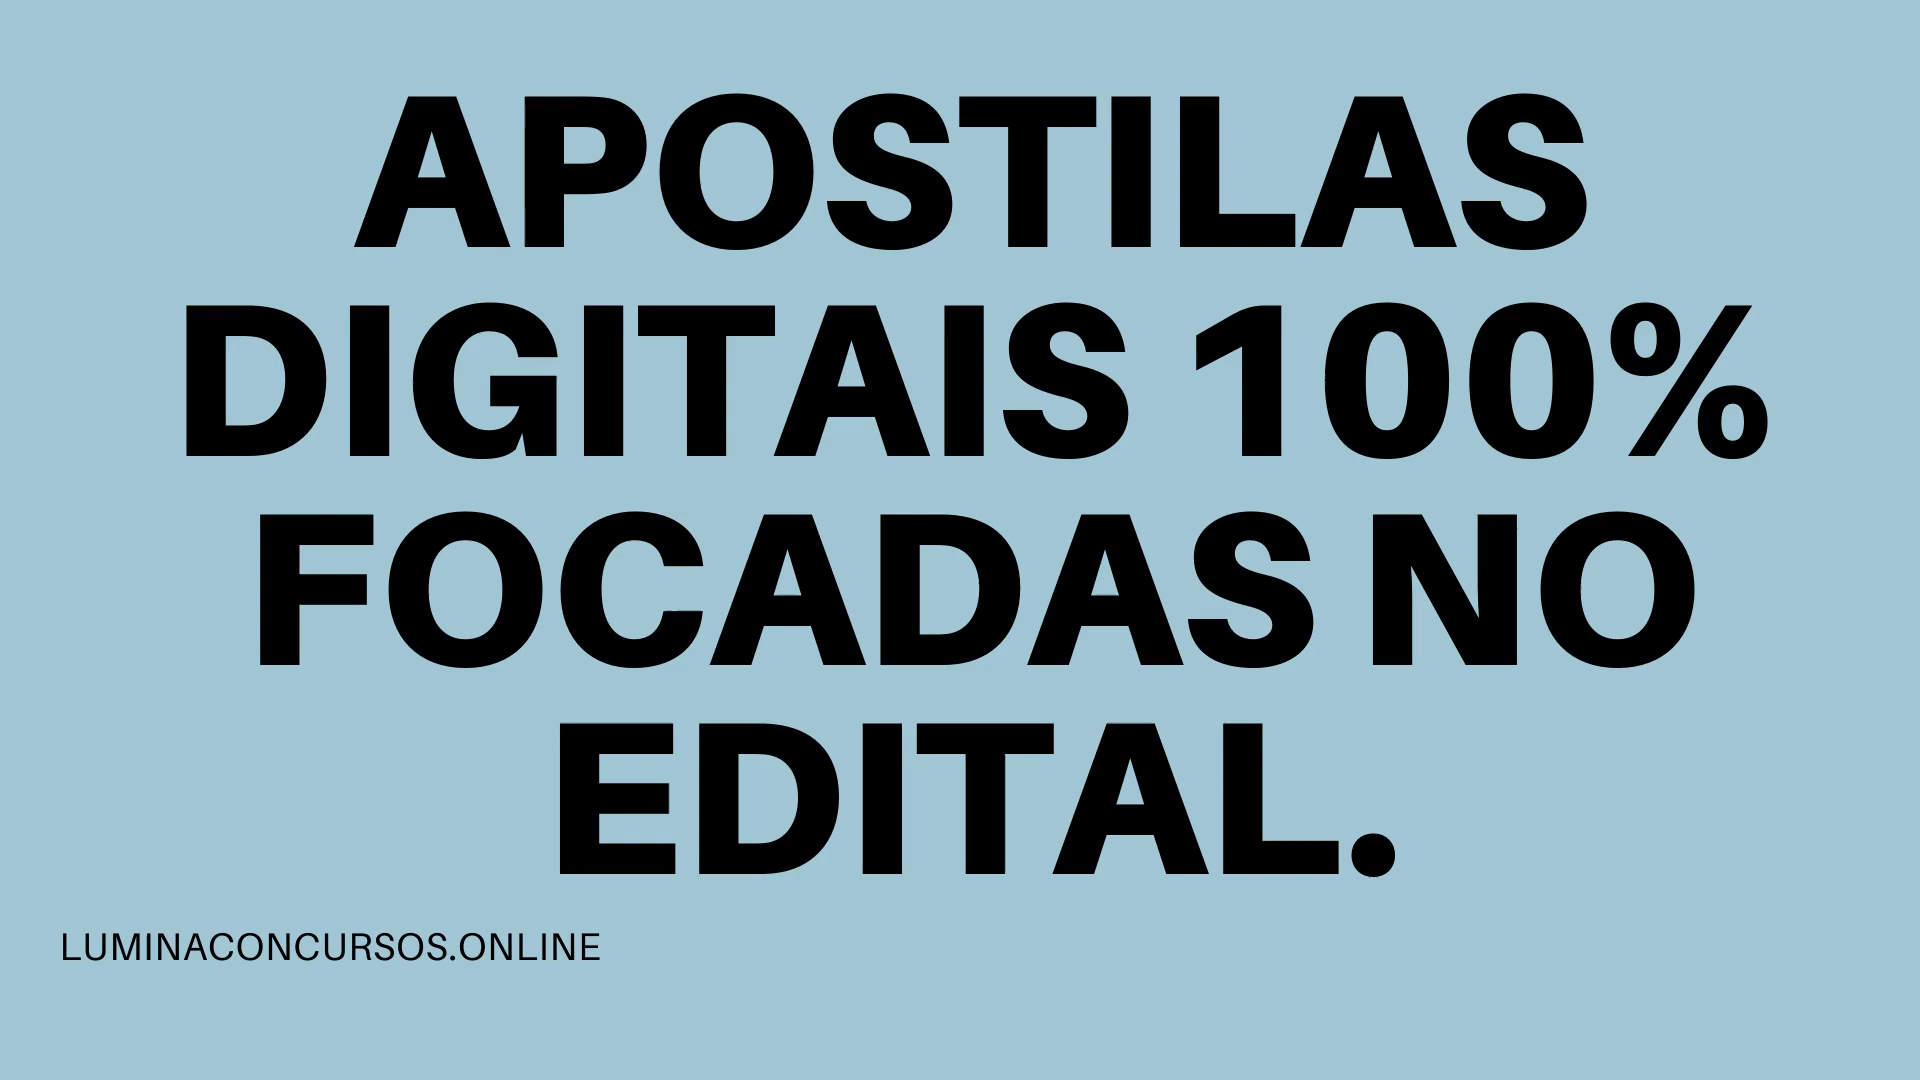 APOSTILAS
DIGITAIS 100%
FOCADAS NO
EDITAL.
LUMINACONCURSOS.ONLINE